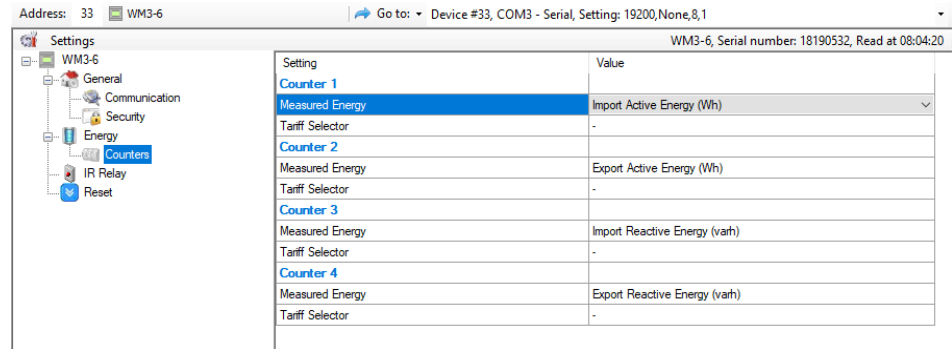 Address: 33 WM3-6 Go to: Device #33, COM3 - Serial, Setting: 19200,None,8,1
Settings WM3-6, Serial number: 18190532, Read at 08:04:20
WM3-6
General
Communication
Security
Energy
Counters
IR Relay
Reset
Setting Value
Counter 1
Measured Energy Import Active Energy (Wh)
Tariff Selector -
Counter 2
Measured Energy Export Active Energy (Wh)
Tariff Selector -
Counter 3
Measured Energy Import Reactive Energy (varh)
Tariff Selector -
Counter 4
Measured Energy Export Reactive Energy (varh)
Tariff Selector -